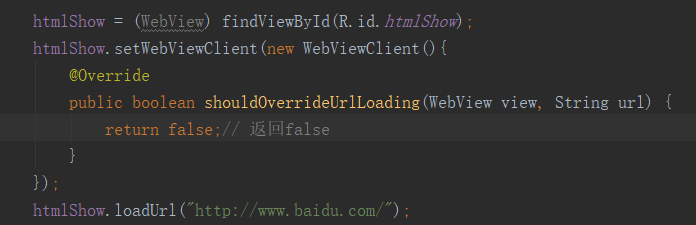 htmlShow = (WebView) findViewById(R.id.htmlShow);
htmlShow.setWebViewClient(new WebViewClient(){
@Override
public boolean shouldOverrideUrlLoading(WebView view, String url) {
return false;// 返回false
}
});
htmlShow.loadUrl("http://www.baidu.com/");